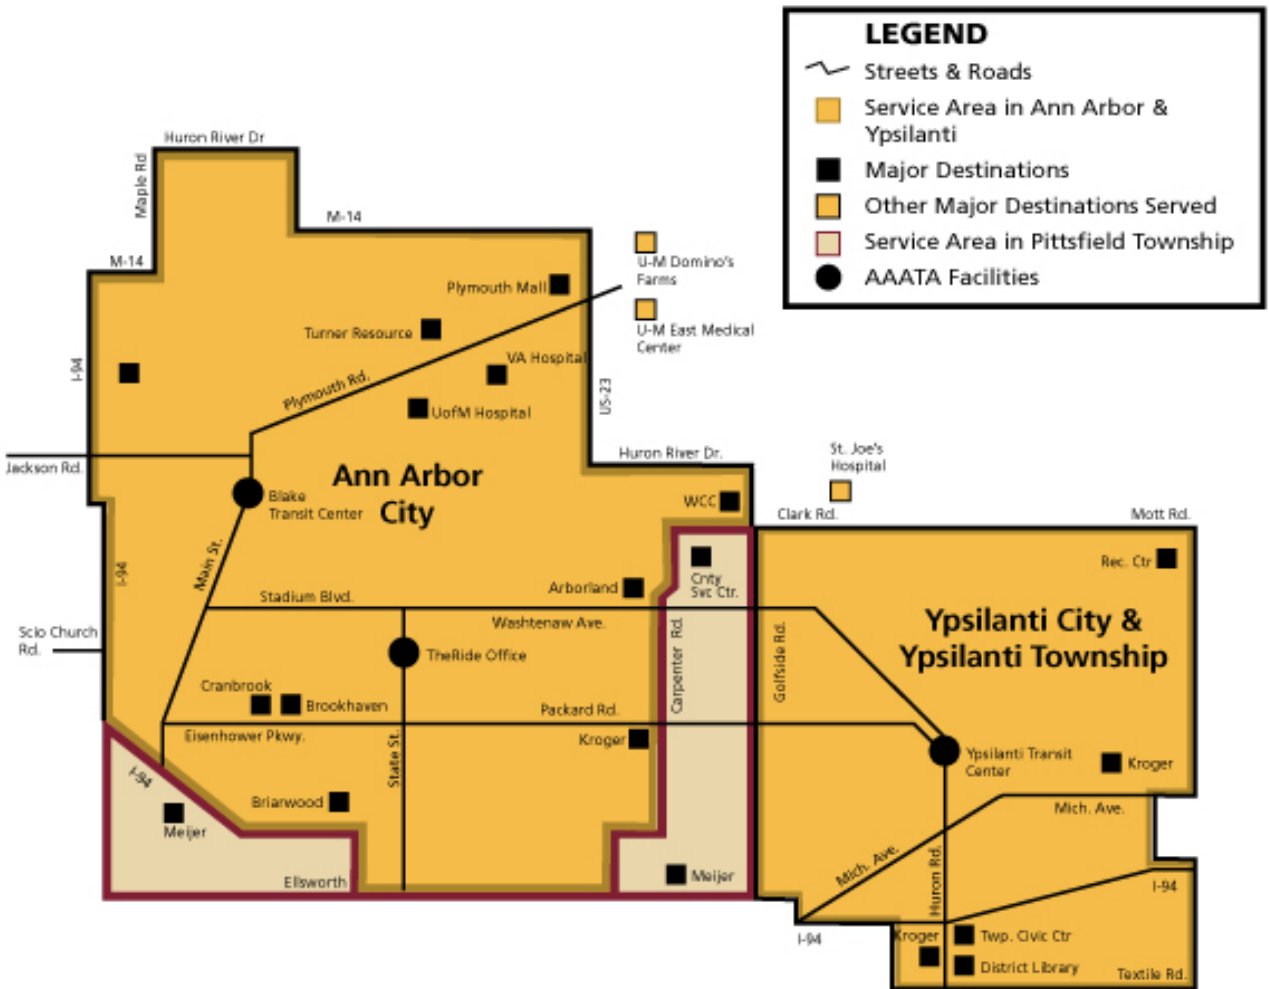 LEGEND
Streets & Roads
Service Area in Ann Arbor &
Ypsilanti
Major Destinations
Other Major Destinations Served
Service Area in Pittsfield Township
AAATA Facilities
Huron River Dr
Maple Rd
M-14
M-14
U-M Domino's
Farms
Plymouth Mall
U-M East Medical
Center
Turner Resource
VA Hospital
I-94
Plymouth Rd.
US-23
UofM Hospital
Jackson Rd.
Huron River Dr.
St. Joe's
Hospital
Ann Arbor
City
Blake
Transit Center
WCC
Clark Rd.
Mott Rd.
Main St.
I-94
Cnty
Svc Ctr.
Rec. Ctr
Arborland
Stadium Blvd.
Washtenaw Ave.
Ypsilanti City &
Ypsilanti Township
Scio Church
Rd.
TheRide Office
Carpenter Rd.
Golfside Rd.
Cranbrook
Brookhaven
Packard Rd.
Eisenhower Pkwy.
State St.
Kroger
Ypsilanti Transit
Center
Kroger
I-94
Briarwood
Mich. Ave.
Meijer
Mich. Ave.
Huron Rd.
Ellsworth
Meijer
I-94
I-94
Kroger
Twp. Civic Ctr
District Library
Textile Rd.